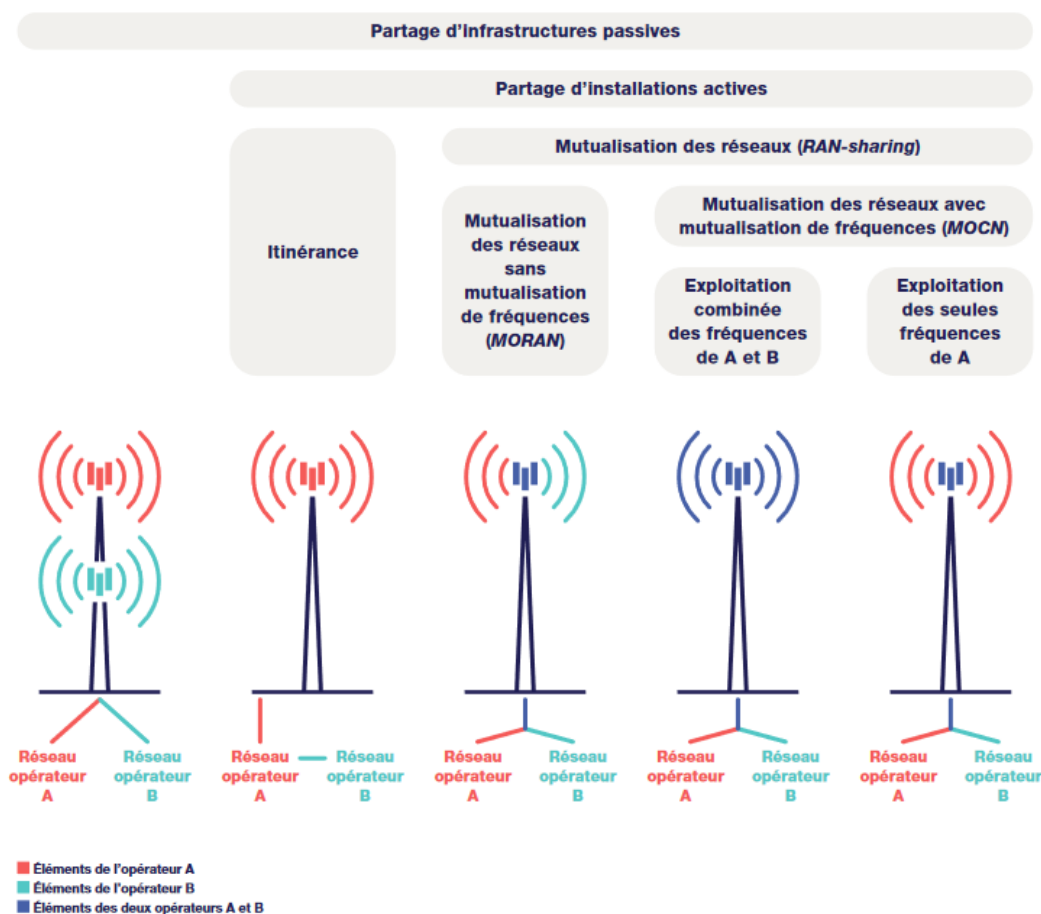 Partage d'infrastructures passives
Partage d'installations actives
Mutualisation des réseaux (RAN-sharing)
Itinérance
Mutualisation
des réseaux
sans
mutualisation
de fréquences
(MORAN)
Mutualisation des réseaux avec
mutualisation de fréquences (MOCN)
Exploitation
combinée
des fréquences
de A et B
Exploitation
des seules
fréquences
de A
Réseau
opérateur
A
Réseau
opérateur
B
Réseau
opérateur
A
Réseau
opérateur
B
Réseau
opérateur
A
Réseau
opérateur
B
Réseau
opérateur
A
Réseau
opérateur
B
Réseau
opérateur
A
Réseau
opérateur
B
Éléments de l'opérateur A
Éléments de l'opérateur B
Éléments des deux opérateurs A et B